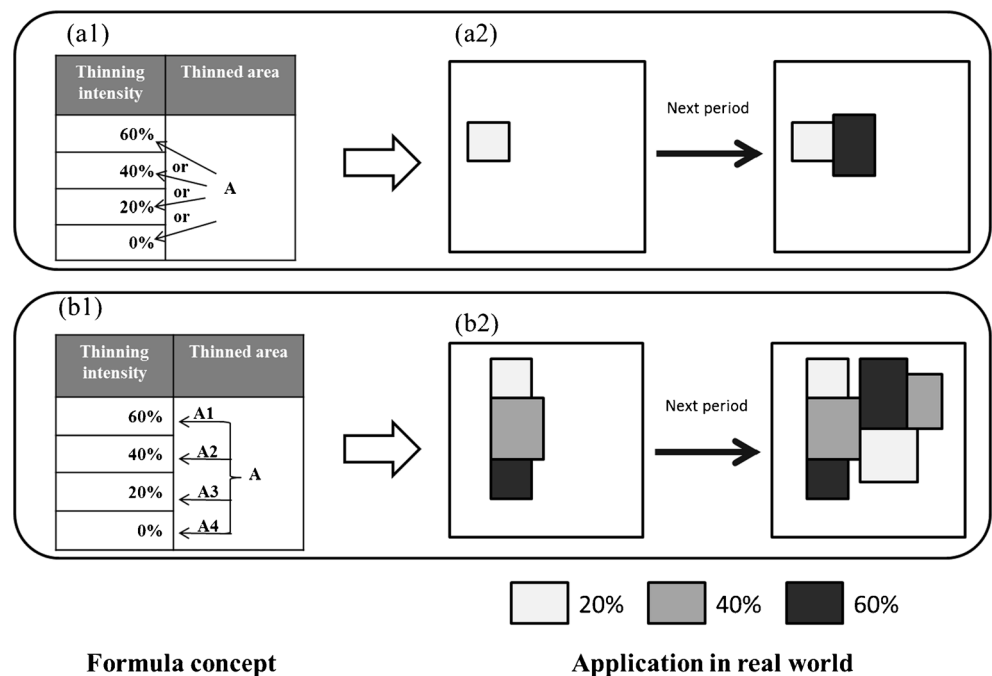 (a1)
Thinning intensity
Thinned area
60%
or
40%
A
or
20%
or
0%
(a2)
Next period
(b1)
Thinning intensity
Thinned area
60%
A1
40%
A2
A
20%
A3
0%
A4
(b2)
Next period
20%
40%
60%
Formula concept
Application in real world